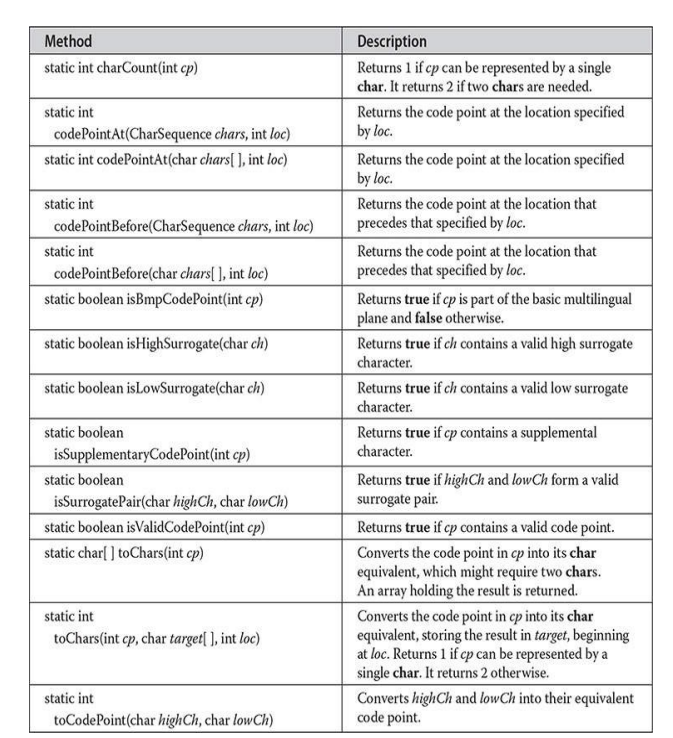 Method Description
static int charCount(int cp) Returns 1 if cp can be represented by a single
char. It returns 2 if two chars are needed.
static int Returns the code point at the location specified
codePointAt(CharSequence chars, int loc) by loc.
static int codePointAt(char chars[ ], int loc) Returns the code point at the location specified
by loc.
static int Returns the code point at the location that
codePointBefore(CharSequence chars, int loc) precedes that specified by loc.
static int Returns the code point at the location that
codePointBefore(char chars[ ], int loc) precedes that specified by loc.
static boolean isBmpCodePoint(int cp) Returns true if cp is part of the basic multilingual
plane and false otherwise.
static boolean isHighSurrogate(char ch) Returns true if ch contains a valid high surrogate
character.
static boolean isLowSurrogate(char ch) Returns true if ch contains a valid low surrogate
character.
static boolean Returns true if cp contains a supplemental
isSupplementaryCodePoint(int cp) character.
static boolean Returns true if highCh and lowCh form a valid
isSurrogatePair(char highCh, char lowCh) surrogate pair.
static boolean isValidCodePoint(int cp) Returns true if cp contains a valid code point.
static char[ ] toChars(int cp) Converts the code point in cp into its char
equivalent, which might require two chars.
An array holding the result is returned.
static int Converts the code point in cp into its char
toChars(int cp, char target[ ], int loc) equivalent, storing the result in target, beginning
at loc. Returns 1 if cp can be represented by a
single char. It returns 2 otherwise.
static int Converts highCh and lowCh into their equivalent
toCodePoint(char highCh, char lowCh) code point.